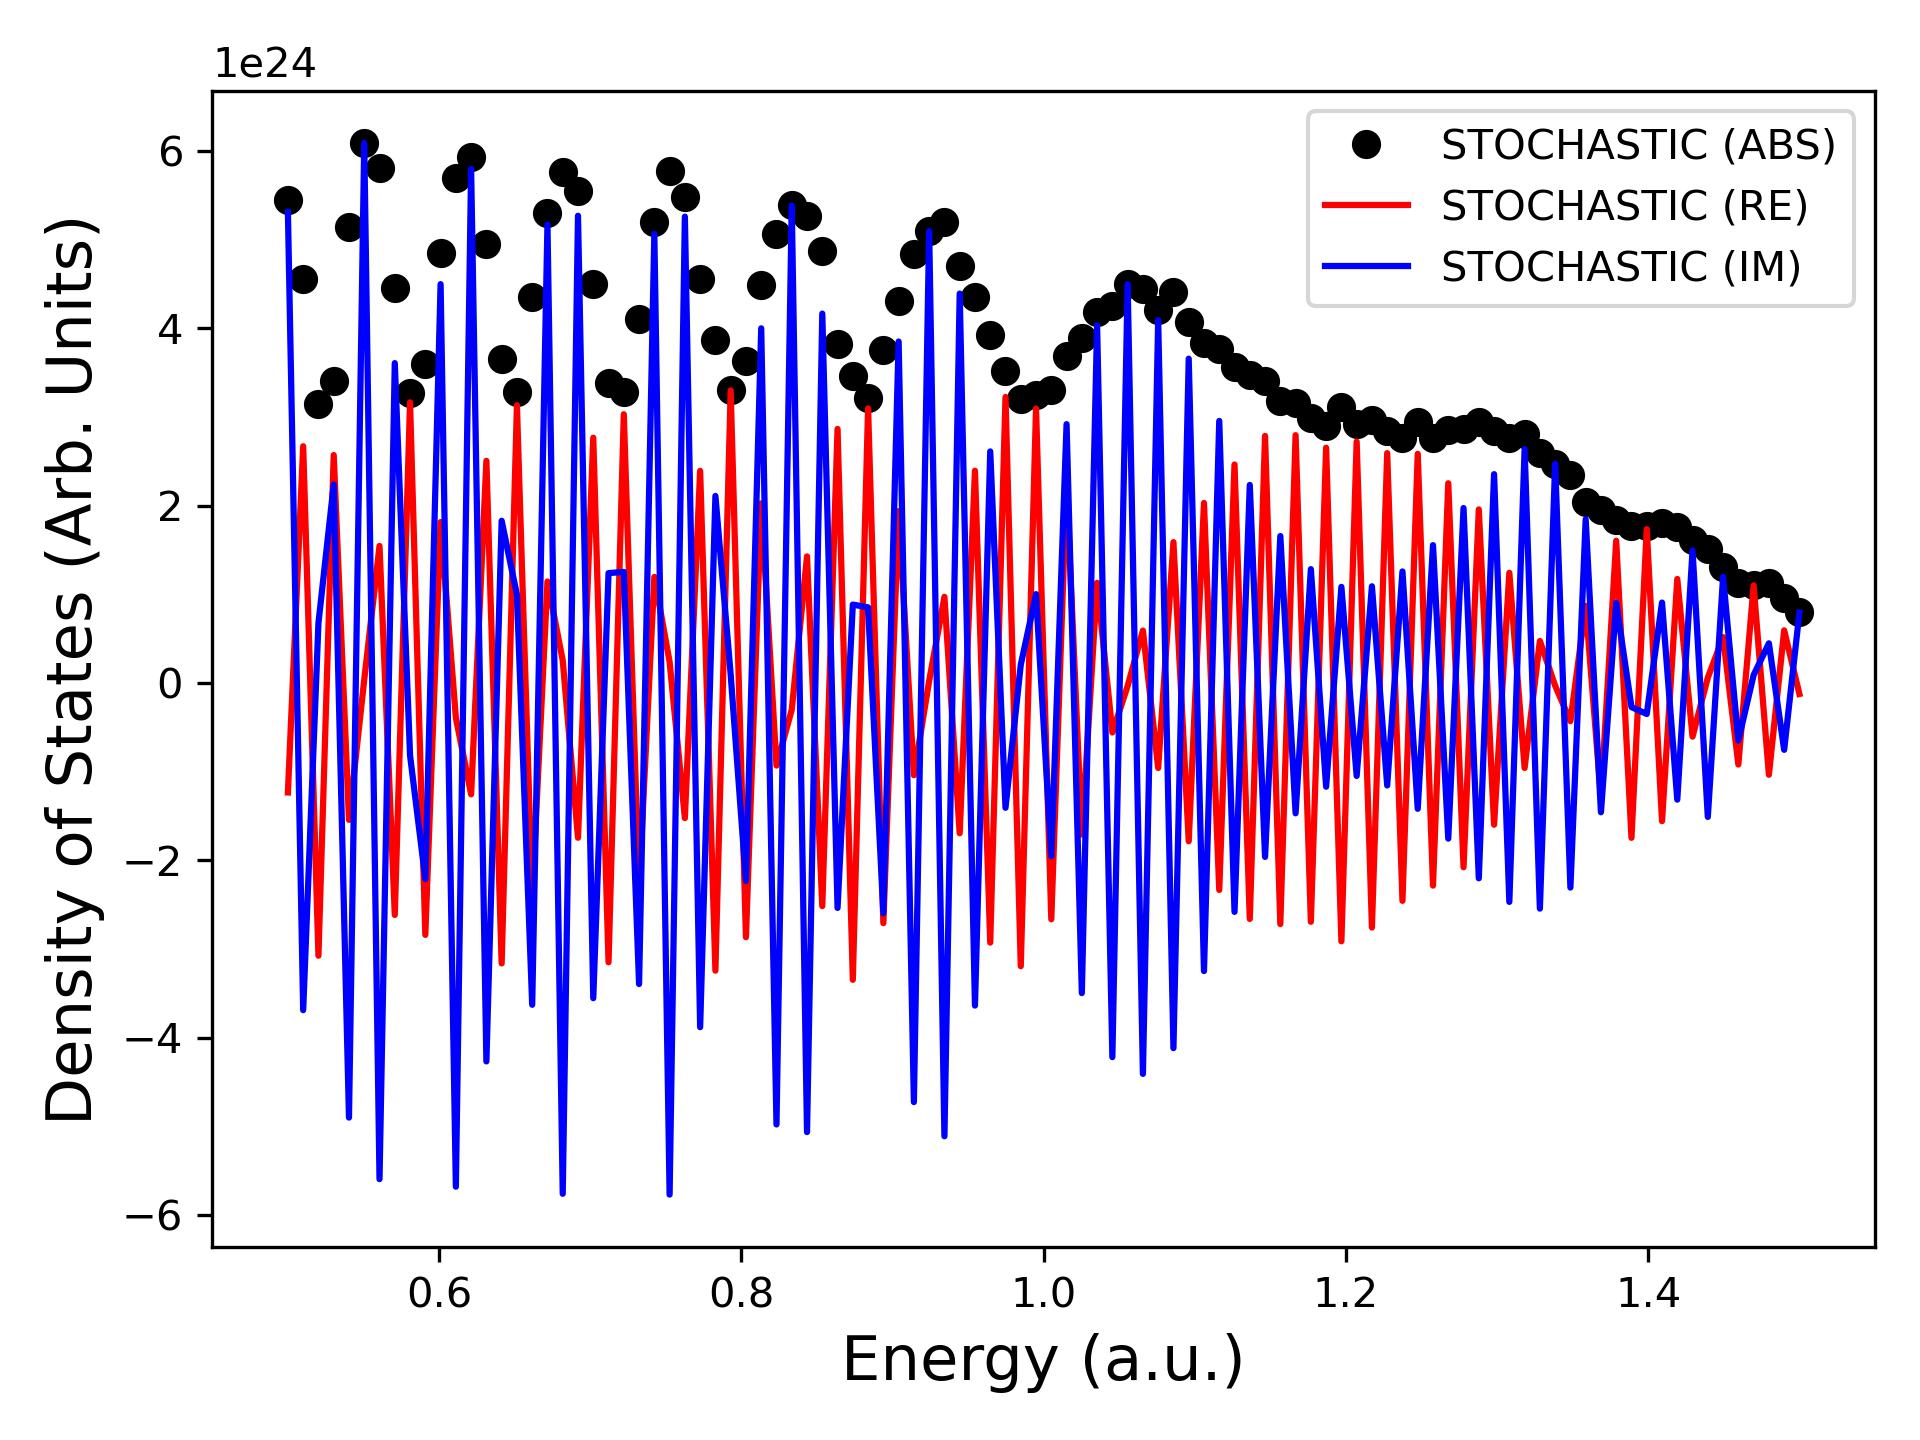 1e24
STOCHASTIC (ABS)
STOCHASTIC (RE)
STOCHASTIC (IM)
6
4
2
0
−2
−4
−6
Density of States (Arb. Units)
0.6 0.8 1.0 1.2 1.4
Energy (a.u.)